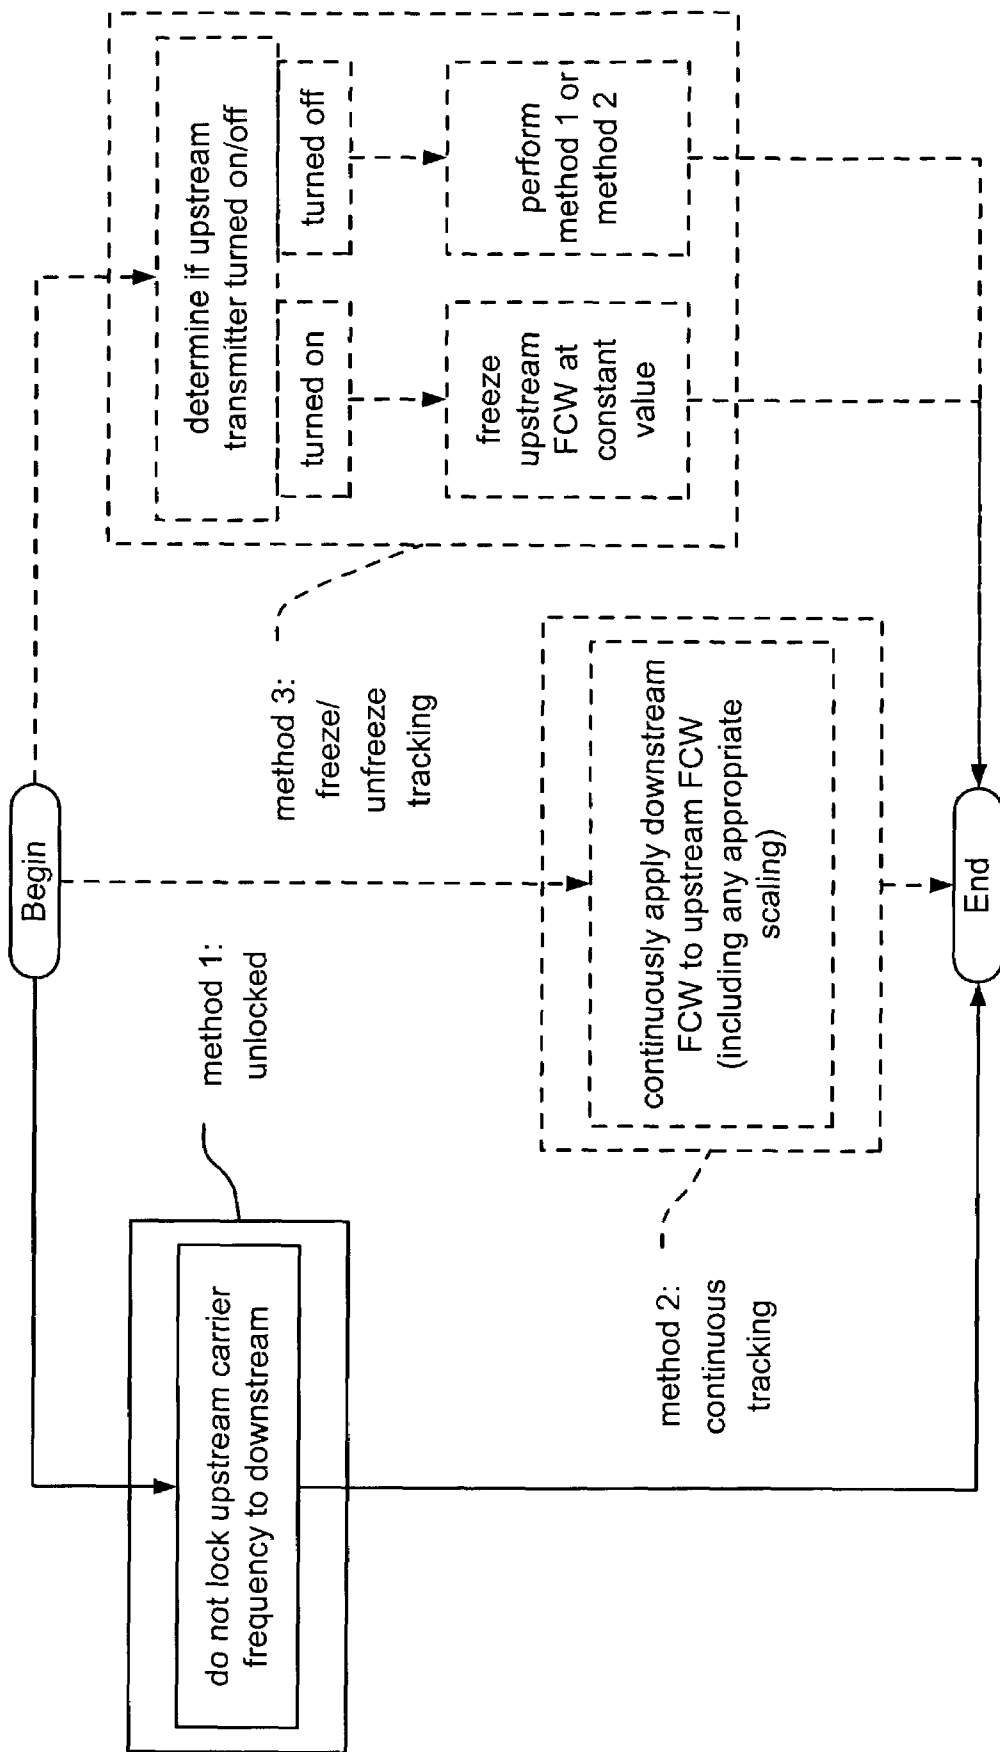 Begin
method 1:
unlocked
do not lock upstream carrier
frequency to downstream
method 2:
continuous
tracking
continuously apply downstream
FCW to upstream FCW
(including any appropriate
scaling)
method 3:
freeze/
unfreeze
tracking
determine if upstream
transmitter turned on/off
turned on
turned off
freeze
upstream
FCW at
constant
value
perform
method 1 or
method 2
End